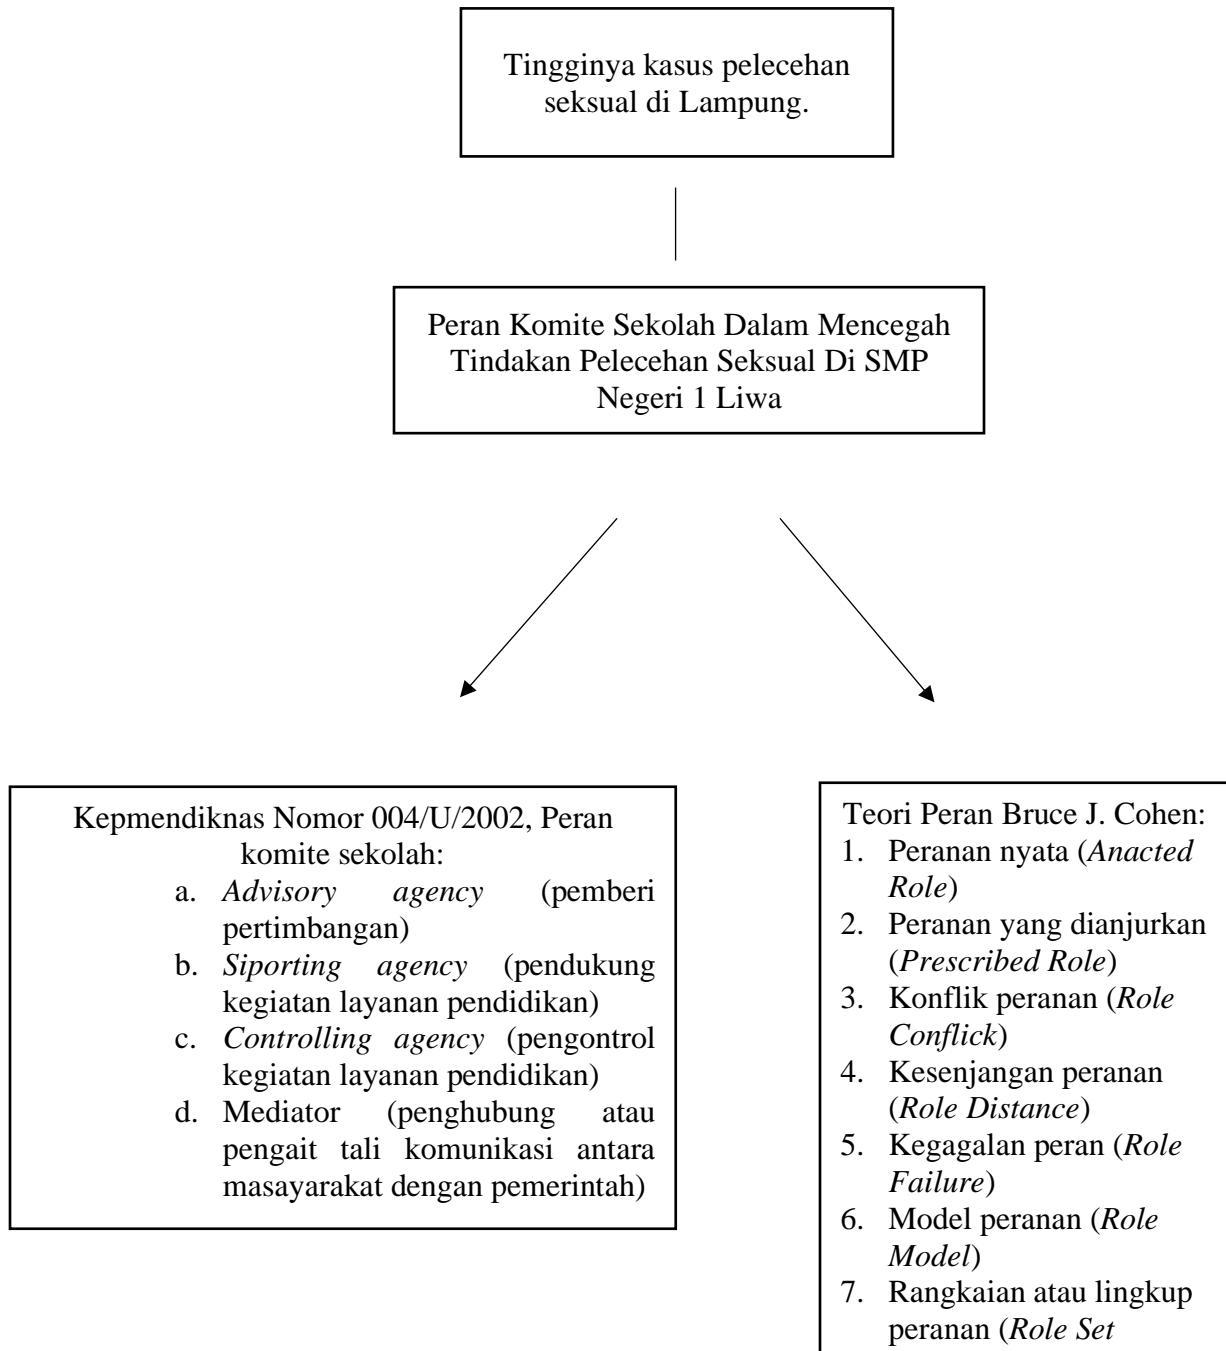 Tingginya kasus pelecehan
seksual di Lampung.
Peran Komite Sekolah Dalam Mencegah
Tindakan Pelecehan Seksual Di SMP
Negeri 1 Liwa
Kepmendiknas Nomor 004/U/2002, Peran
komite sekolah:
a. Advisory agency (pemberi
pertimbangan)
b. Siporting agency (pendukung
kegiatan layanan pendidikan)
c. Controlling agency (pengontrol
kegiatan layanan pendidikan)
d. Mediator (penghubung atau
pengait tali komunikasi antara
masayarakat dengan pemerintah)
Teori Peran Bruce J. Cohen:
1. Peranan nyata (Anacted
Role)
2. Peranan yang dianjurkan
(Prescribed Role)
3. Konflik peranan (Role
Conflick)
4. Kesenjangan peranan
(Role Distance)
5. Kegagalan peran (Role
Failure)
6. Model peranan (Role
Model)
7. Rangkaian atau lingkup
peranan (Role Set